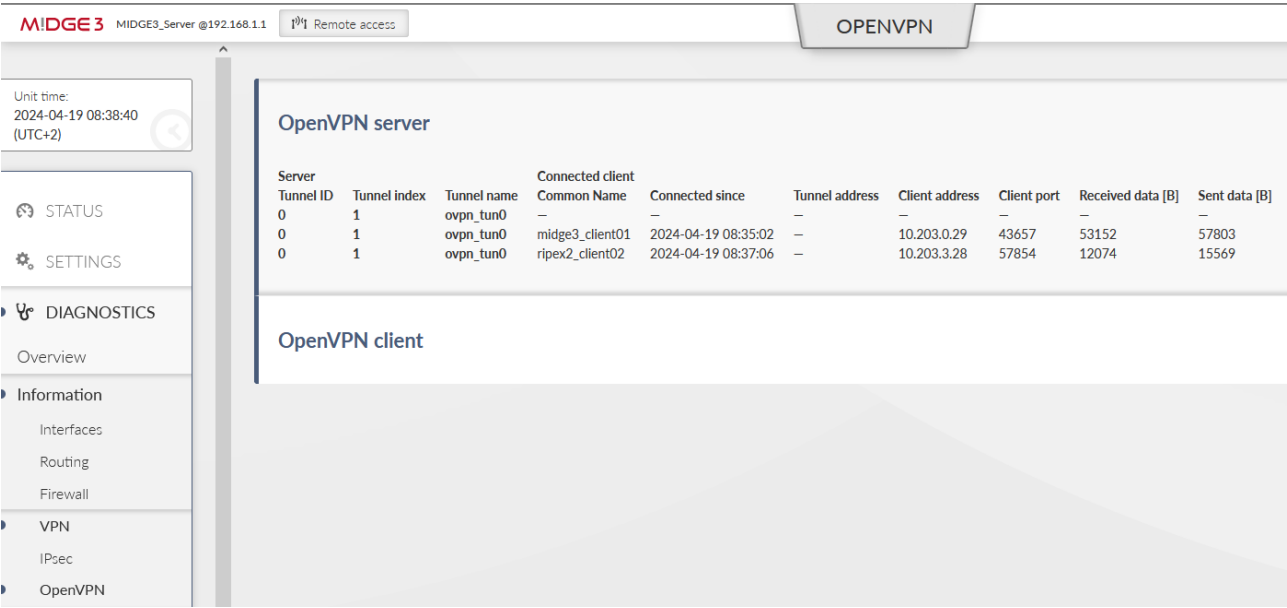 MIDGE3 MIDGE3_Server @192.168.1.1 Remote access OPENVPN
Unit time:
2024-04-19 08:38:40
(UTC+2)
STATUS
SETTINGS
DIAGNOSTICS
Overview
Information
Interfaces
Routing
Firewall
VPN
IPsec
OpenVPN
OpenVPN server
Server Connected client
Tunnel ID Tunnel index Tunnel name Common Name Connected since Tunnel address Client address Client port Received data [B] Sent data [B]
0 1 ovpn_tun0 — — — — — — —
0 1 ovpn_tun0 midge3_client01 2024-04-19 08:35:02 — 10.203.0.29 43657 53152 57803
0 1 ovpn_tun0 ripex2_client02 2024-04-19 08:37:06 — 10.203.3.28 57854 12074 15569
OpenVPN client